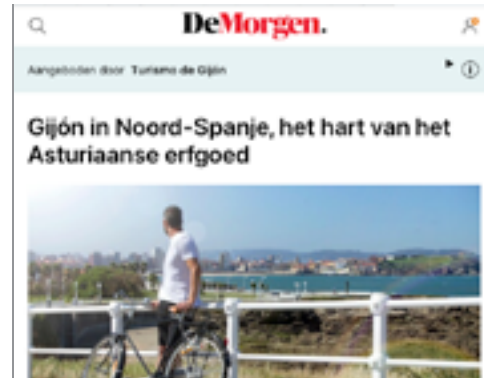 DeMorgen.
Aangeboden door Turismo de Gijón
Gijón in Noord-Spanje, het hart van het
Asturiaanse erfgoed